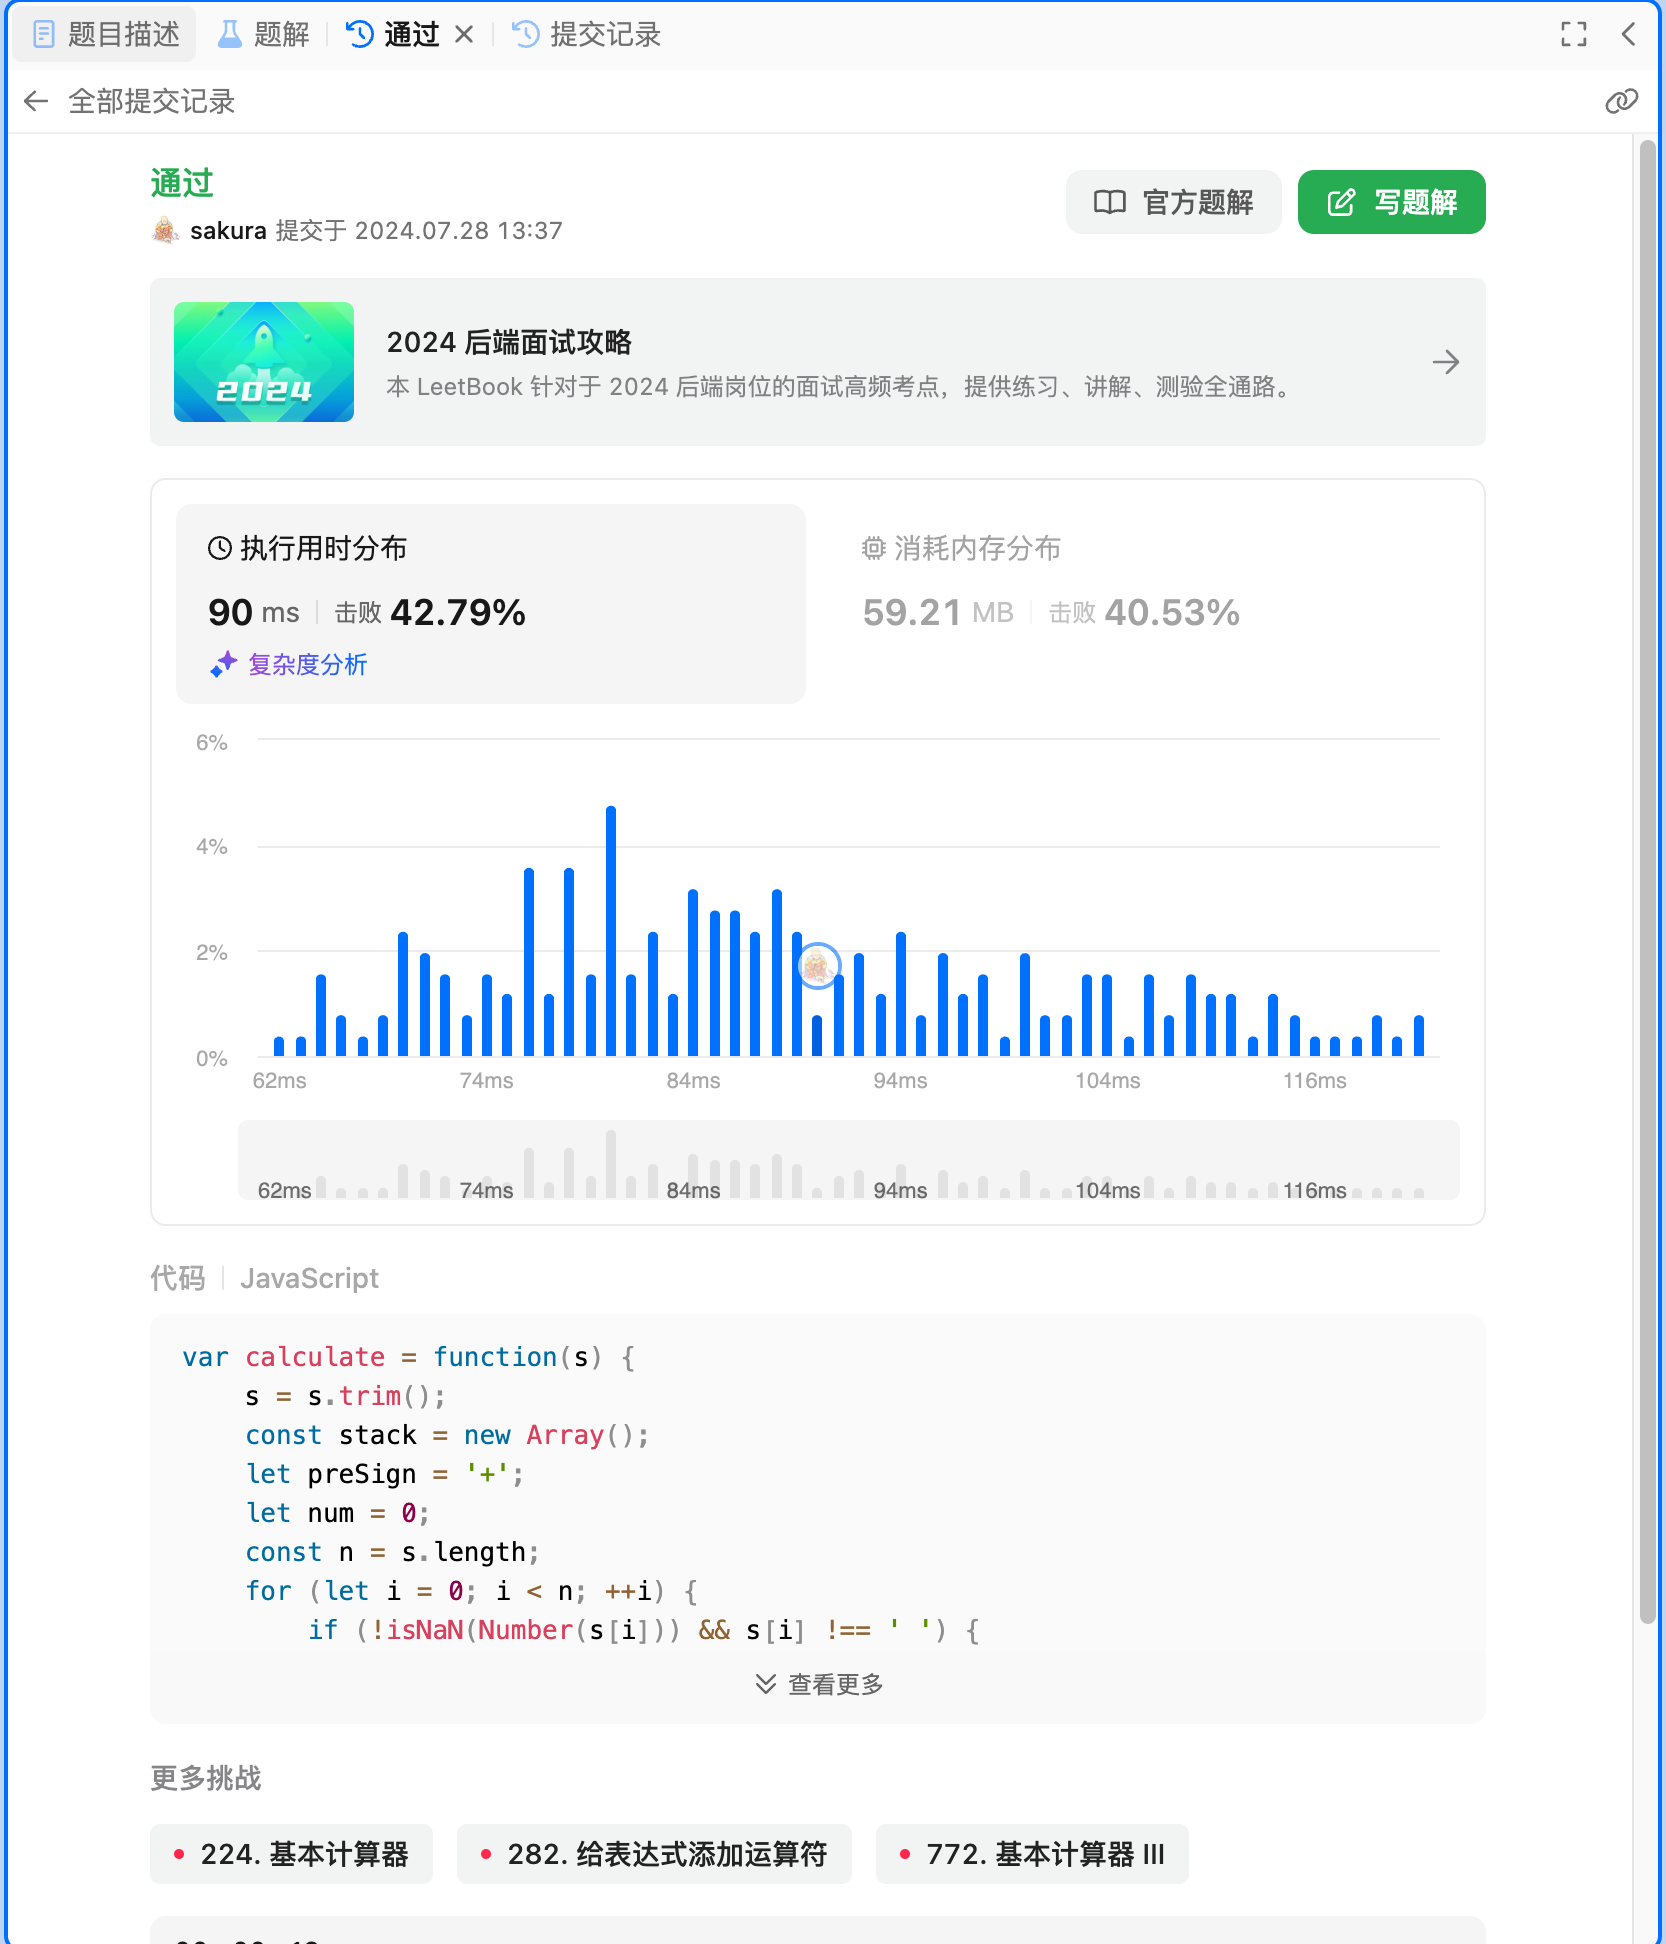 题目描述 题解 通过 提交记录
全部提交记录
通过
sakura 提交于 2024.07.28 13:37
官方题解 写题解
2024
2024 后端面试攻略
本 LeetBook 针对于 2024 后端岗位的面试高频考点，提供练习、讲解、测验全通路。
执行用时分布
90 ms 击败 42.79%
复杂度分析
消耗内存分布
59.21 MB 击败 40.53%
6%
4%
2%
0%
62ms 74ms 84ms 94ms 104ms 116ms
62ms 74ms 84ms 94ms 104ms 116ms
代码 JavaScript
var calculate = function(s) {
    s = s.trim();
    const stack = new Array();
    let preSign = '+';
    let num = 0;
    const n = s.length;
    for (let i = 0; i < n; ++i) {
        if (!isNaN(Number(s[i])) && s[i] !== ' ') {
查看更多
更多挑战
224. 基本计算器 282. 给表达式添加运算符 772. 基本计算器 III